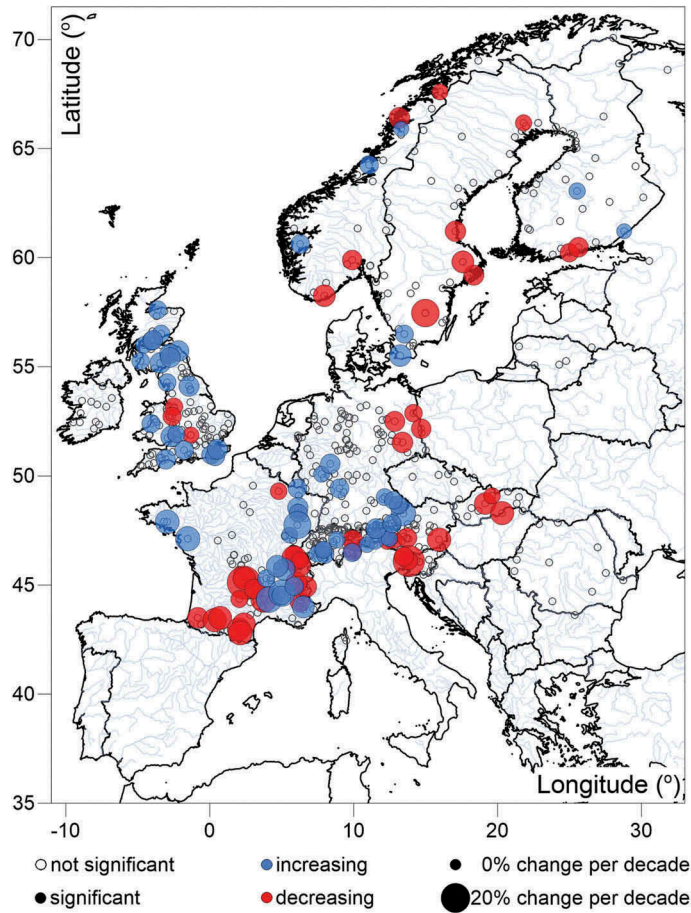 Latitude (º)
70
65
60
55
50
45
40
35
Longitude (º)
-10 0 10 20 30
not significant increasing 0% change per decade
significant decreasing 20% change per decade